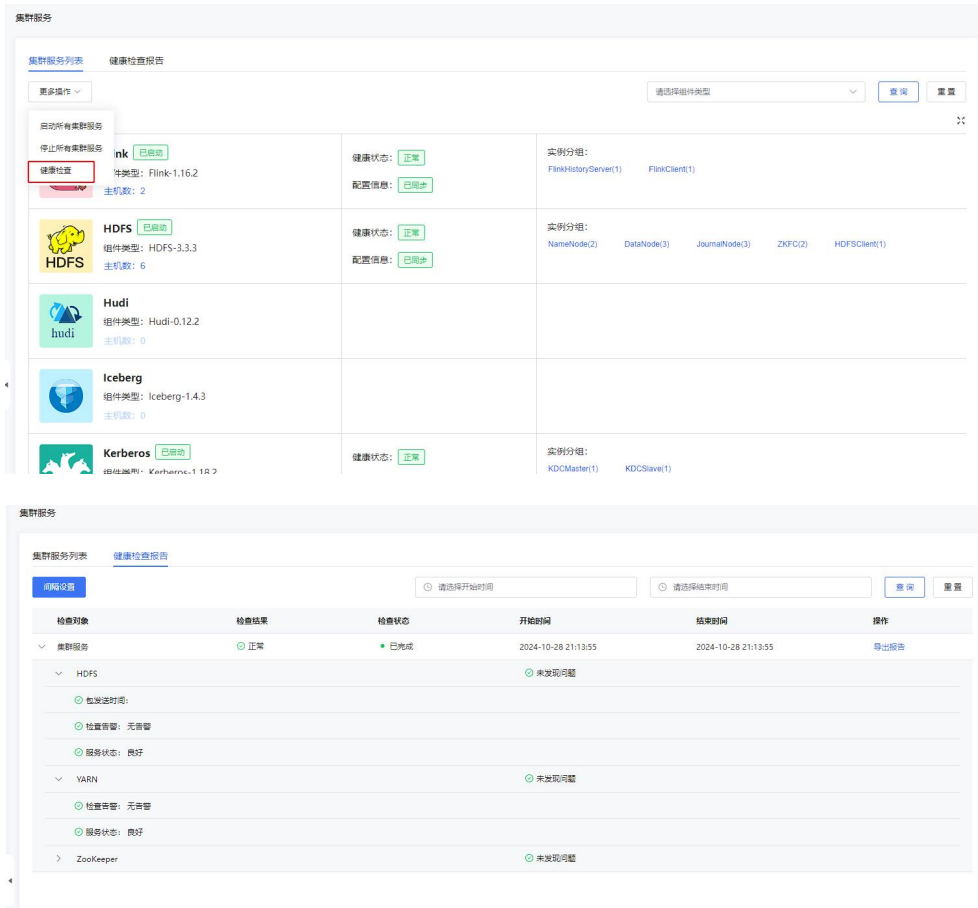 集群服务
集群服务列表 健康检查报告
更多操作 请选择组件类型 查询 重置
启动所有集群服务
停止所有集群服务
健康检查
ink 已启动
件类型: Flink-1.16.2
主机数: 2
健康状态: 正常
配置信息: 已同步
实例分组:
FlinkHistoryServer(1) FlinkClient(1)
HDFS
HDFS 已启动
组件类型: HDFS-3.3.3
主机数: 6
健康状态: 正常
配置信息: 已同步
实例分组:
NameNode(2) DataNode(3) JournalNode(3) ZKFC(2) HDFSClient(1)
hudi
Hudi
组件类型: Hudi-0.12.2
主机数: 0
Iceberg
组件类型: Iceberg-1.4.3
主机数: 0
Kerberos 已启动
组件类型: Kerberos-1.18.2
健康状态: 正常
实例分组:
KDCMaster(1) KDCSlave(1)
集群服务
集群服务列表 健康检查报告
间隔设置 请选择开始时间 请选择结束时间 查询 重置
检查对象 检查结果 检查状态 开始时间 结束时间 操作
集群服务 正常 已完成 2024-10-28 21:13:55 2024-10-28 21:13:55 导出报告
HDFS 未发现问题
包发送时间:
检查告警: 无告警
服务状态: 良好
YARN 未发现问题
检查告警: 无告警
服务状态: 良好
ZooKeeper 未发现问题